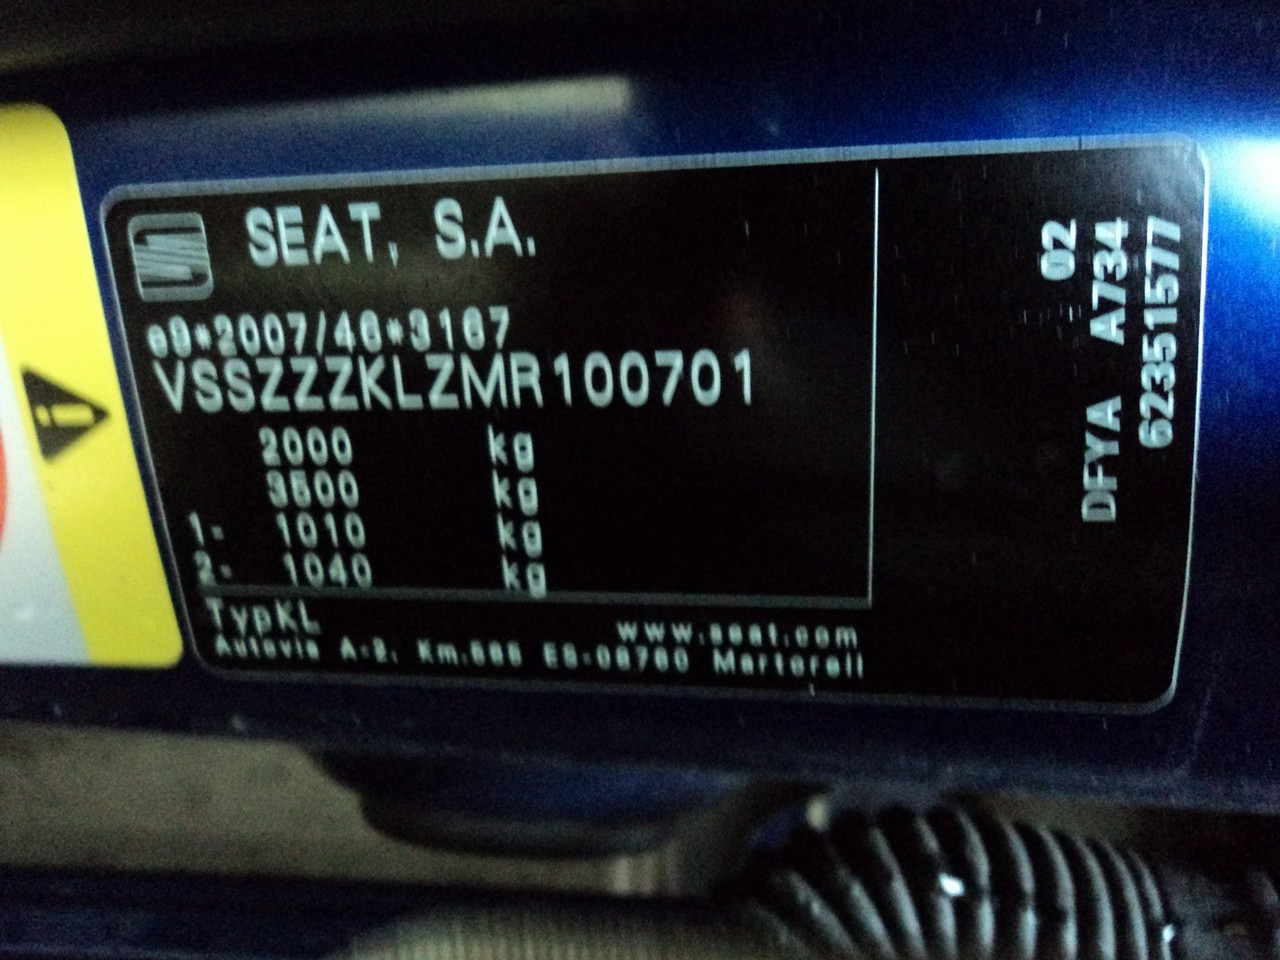 SEAT, S.A.
e9*2007/46*3167
VSSZZZKLZMR100701
2000 kg
3500 kg
1- 1010 kg
2- 1040 kg
TypKL www.seat.com
Autovia A-2, Km.585 ES-08760 Martorell
02
DFYA A734
62351577